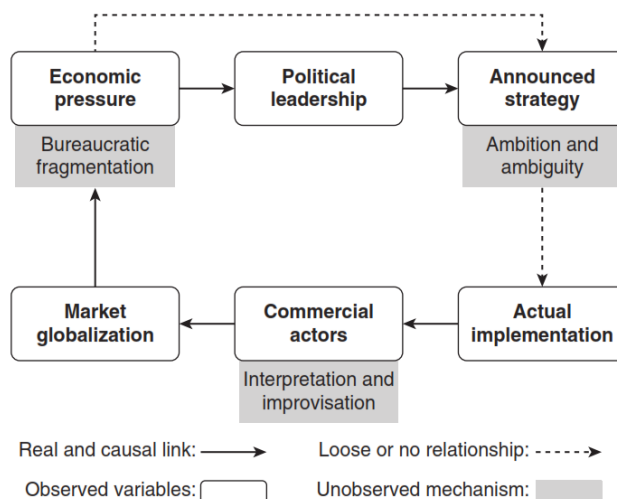 Economic
pressure
Political
leadership
Announced
strategy
Bureaucratic
fragmentation
Ambition and
ambiguity
Market
globalization
Commercial
actors
Actual
implementation
Interpretation and
improvisation
Real and causal link:
Loose or no relationship:
Observed variables:
Unobserved mechanism: